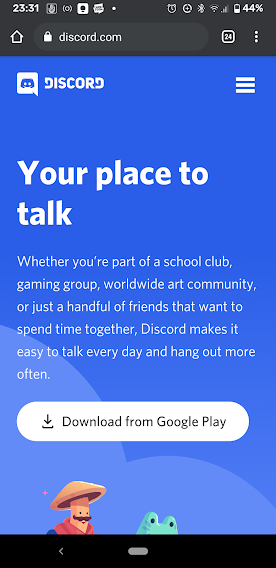 23:31 44%
discord.com 24
DISCORD
Your place to
talk
Whether you're part of a school club,
gaming group, worldwide art community,
or just a handful of friends that want to
spend time together, Discord makes it
easy to talk every day and hang out more
often.
Download from Google Play